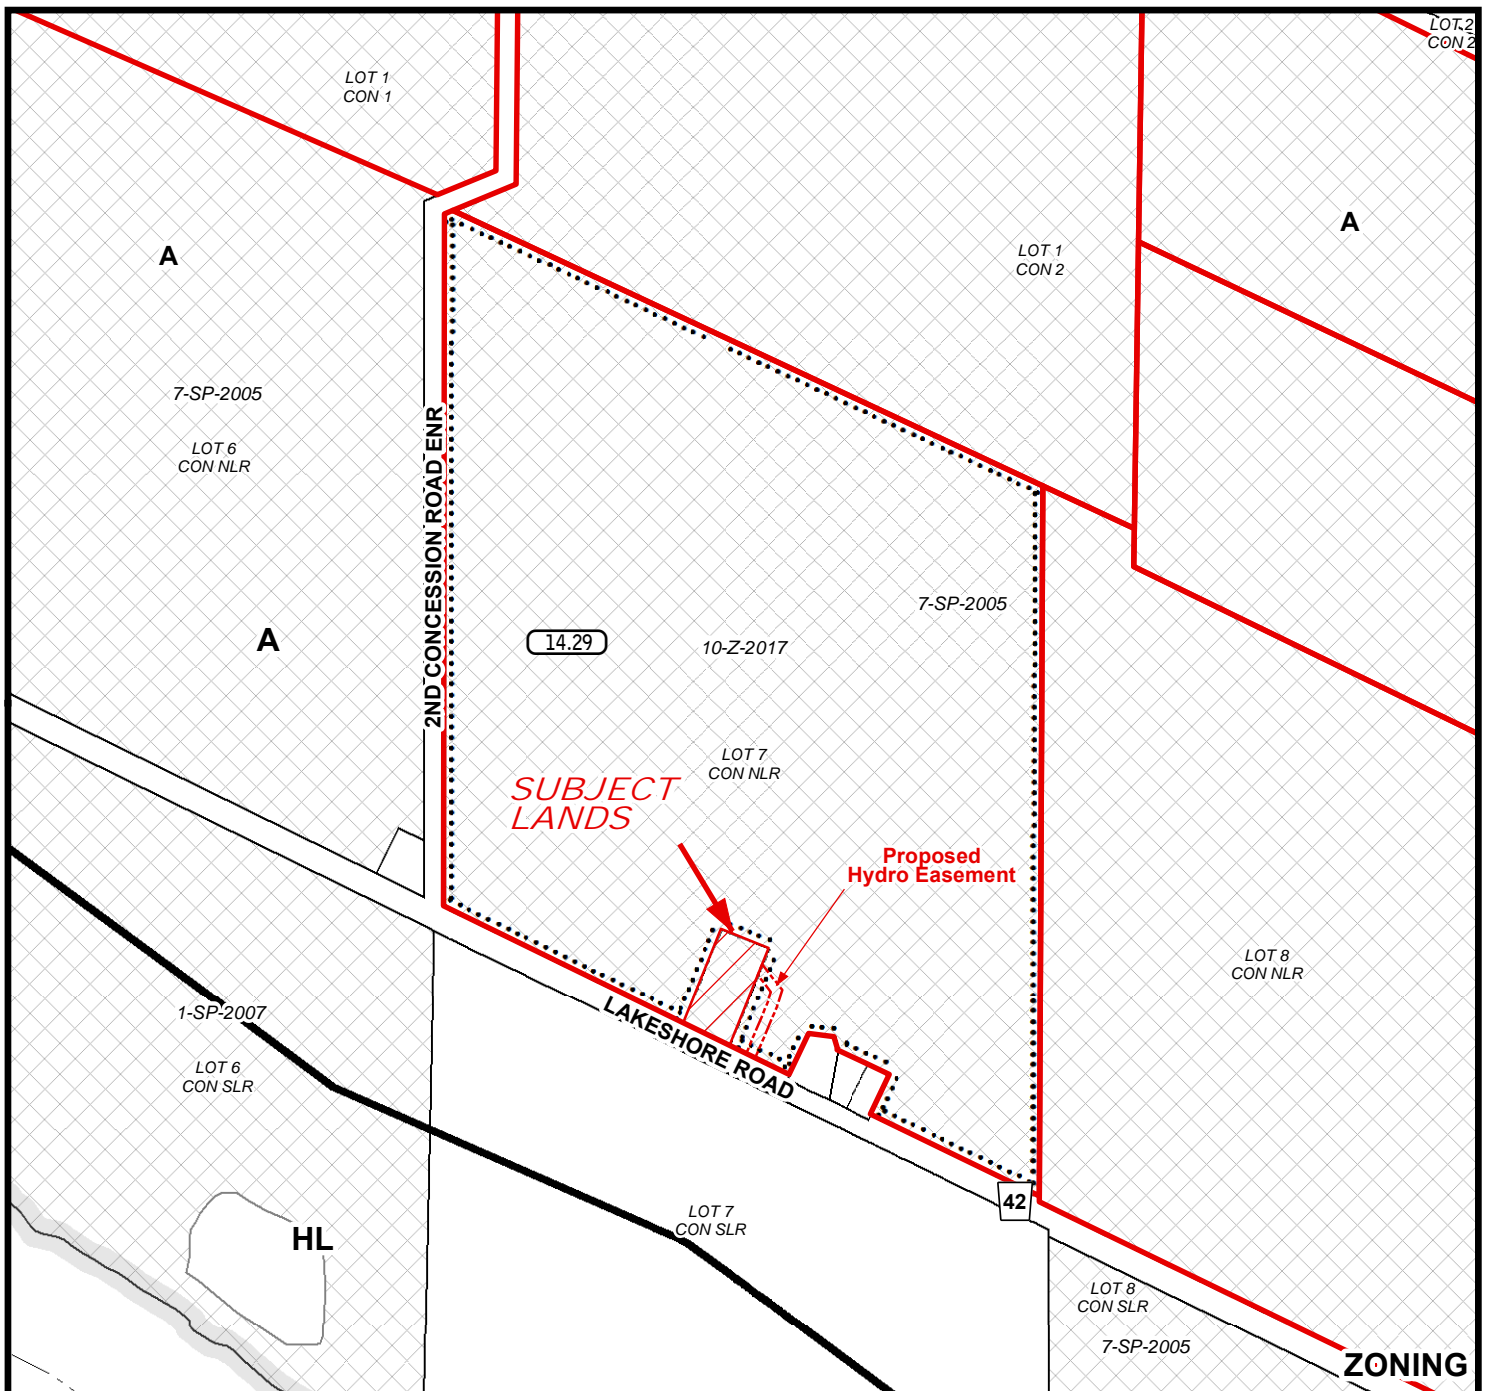 LOT 2
CON 2
LOT 1
CON 1
A
LOT 1
CON 2
A
7-SP-2005
LOT 6
CON NLR
2ND CONCESSION ROAD ENR
7-SP-2005
A
14.29
10-Z-2017
LOT 7
CON NLR
SUBJECT
LANDS
Proposed
Hydro Easement
LOT 8
CON NLR
1-SP-2007
LAKESHORE ROAD
LOT 6
CON SLR
42
LOT 7
CON SLR
HL
LOT 8
CON SLR
7-SP-2005
ZONING